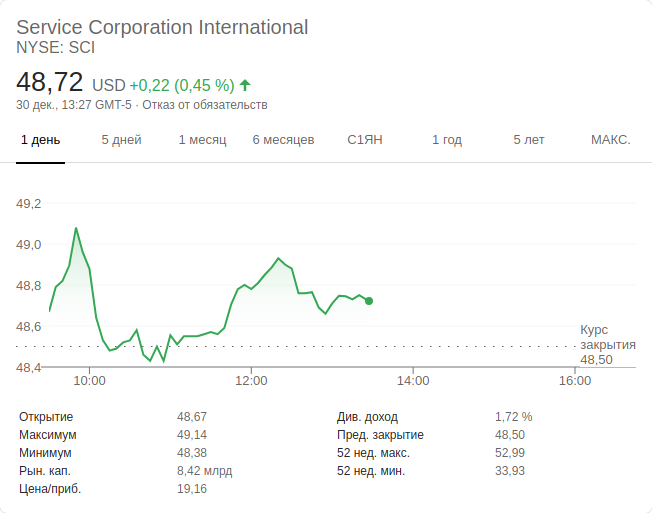 Service Corporation International
NYSE: SCI
48,72 USD +0,22 (0,45 %)
30 дек., 13:27 GMT-5 · Отказ от обязательств
1 день 5 дней 1 месяц 6 месяцев С1ЯН 1 год 5 лет МАКС.
49,2
49,0
48,8
48,6
48,4
Курс
закрытия
48,50
10:00 12:00 14:00 16:00
Открытие 48,67 Див. доход 1,72 %
Максимум 49,14 Пред. закрытие 48,50
Минимум 48,38 52 нед. макс. 52,99
Рын. кап. 8,42 млрд 52 нед. мин. 33,93
Цена/приб. 19,16